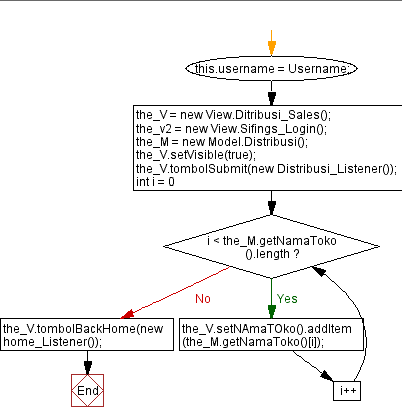 this.username = Username;
the_V = new View.Ditribusi_Sales();
the_v2 = new View.Sifings_Login();
the_M = new Model.Distribusi();
the_V.setVisible(true);
the_V.tombolSubmit(new Distribusi_Listener());
int i = 0
i < the_M.getNamaToko
().length ?
No
Yes
the_V.tombolBackHome(new
home_Listener());
the_V.setNAmaTOko().addItem
(the_M.getNamaToko()[i]);
End
i++